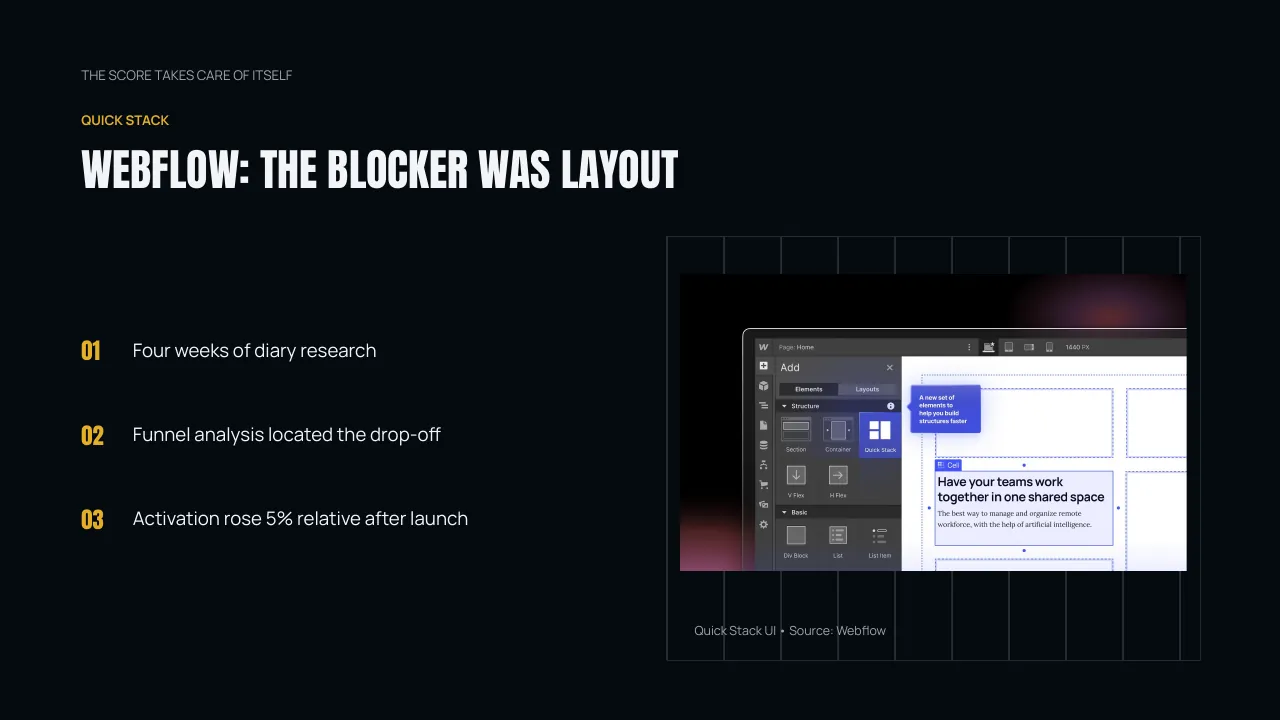 THE SCORE TAKES CARE OF ITSELF
QUICK STACK
WEBFLOW: THE BLOCKER WAS LAYOUT
01 Four weeks of diary research
02 Funnel analysis located the drop-off
03 Activation rose 5% relative after launch
Page: Home
1440 PX
Add
Elements Layouts
Structure
Section Container Quick Stack
V Flex H Flex
Basic
Div Block List List Item
A new set of
elements to
help you build
structures faster
Cell
Have your teams work
together in one shared space
The best way to manage and organize remote
workforce, with the help of artificial intelligence.
Quick Stack UI • Source: Webflow